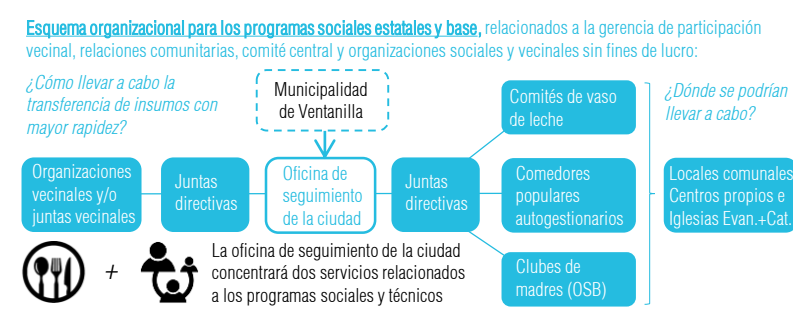 Esquema organizacional para los programas sociales estatales y base, relacionados a la gerencia de participación
vecinal, relaciones comunitarias, comité central y organizaciones sociales y vecinales sin fines de lucro:
¿Cómo llevar a cabo la
transferencia de insumos con
mayor rapidez?
Municipalidad
de Ventanilla
Comités de vaso
de leche
¿Dónde se podrían
llevar a cabo?
Organizaciones
vecinales y/o
juntas vecinales
Juntas
directivas
Oficina de
seguimiento
de la ciudad
Juntas
directivas
Comedores
populares
autogestionarios
Locales comunales
Centros propios e
Iglesias Evan.+Cat.
+
La oficina de seguimiento de la ciudad
concentrará dos servicios relacionados
a los programas sociales y técnicos
Clubes de
madres (OSB)